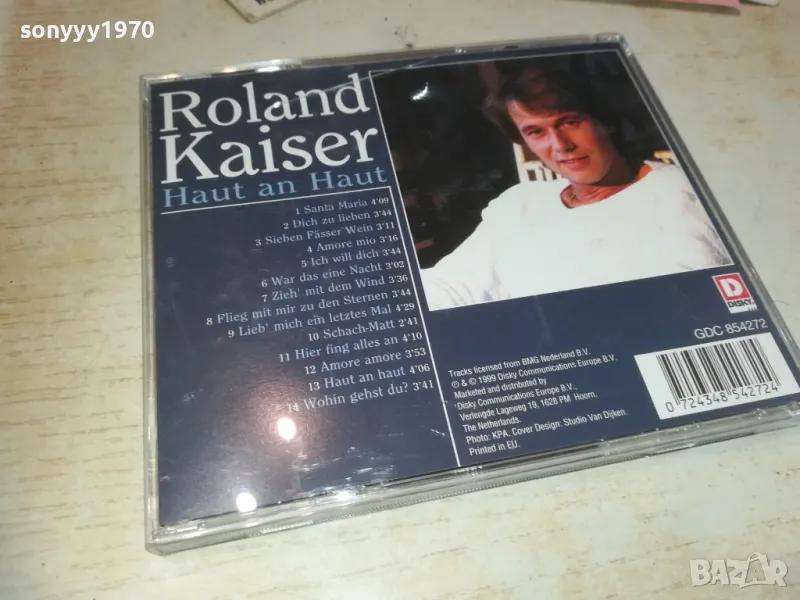 sonyyy1970
Roland
Kaiser
Haut an Haut
1 Santa Maria 4'09
2 Dich zu lieben 3'44
3 Sieben Fässer Wein 3'11
4 Amore mio 3'16
5 Ich will dich 3'44
6 War das eine Nacht 3'02
7 Zieh' mit dem Wind 3'36
8 Flieg mit mir zu den Sternen 3'44
9 Lieb' mich ein letztes Mal 4'29
10 Schach-Matt 2'41
11 Hier fing alles an 4'10
12 Amore amore 3'53
13 Haut an haut 4'06
14 Wohin gehst du? 3'41
D
DISKY
GDC 854272
Tracks licensed from BMG Nederland B.V.
℗ & © 1999 Disky Communications Europe B.V.
Marketed and distributed by
Disky Communications Europe B.V.,
Verlengde Lageweg 19, 1628 PM Hoorn,
The Netherlands.
Photo: KPA. Cover Design: Studio Van Dijken.
Printed in EU.
0 724348 542724
BAZAR